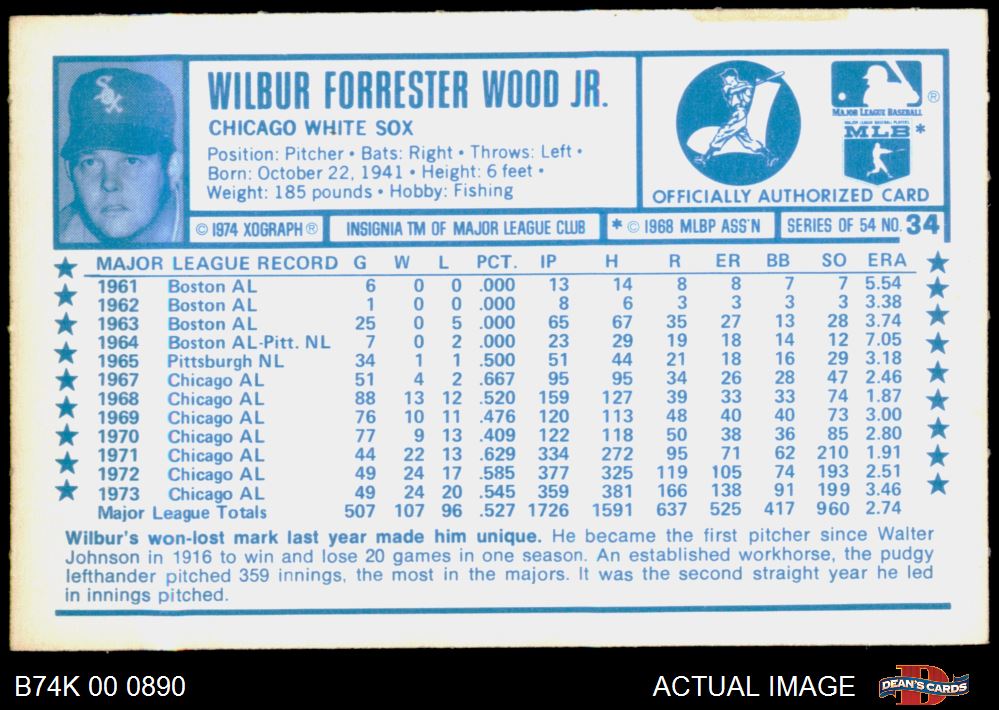 SOX
WILBUR FORRESTER WOOD JR.
CHICAGO WHITE SOX
Position: Pitcher • Bats: Right • Throws: Left •
Born: October 22, 1941 • Height: 6 feet •
Weight: 185 pounds • Hobby: Fishing
MAJOR LEAGUE BASEBALL ®
MAJOR LEAGUE BASEBALL PLAYERS
MLB *
OFFICIALLY AUTHORIZED CARD
© 1974 XOGRAPH ® INSIGNIA TM OF MAJOR LEAGUE CLUB * © 1968 MLBP ASS'N SERIES OF 54 NO. 34
MAJOR LEAGUE RECORD G W L PCT. IP H R ER BB SO ERA
1961 Boston AL 6 0 0 .000 13 14 8 8 7 7 5.54
1962 Boston AL 1 0 0 .000 8 6 3 3 3 3 3.38
1963 Boston AL 25 0 5 .000 65 67 35 27 13 28 3.74
1964 Boston AL-Pitt. NL 7 0 2 .000 23 29 19 18 14 12 7.05
1965 Pittsburgh NL 34 1 1 .500 51 44 21 18 16 29 3.18
1967 Chicago AL 51 4 2 .667 95 95 34 26 28 47 2.46
1968 Chicago AL 88 13 12 .520 159 127 39 33 33 74 1.87
1969 Chicago AL 76 10 11 .476 120 113 48 40 40 73 3.00
1970 Chicago AL 77 9 13 .409 122 118 50 38 36 85 2.80
1971 Chicago AL 44 22 13 .629 334 272 95 71 62 210 1.91
1972 Chicago AL 49 24 17 .585 377 325 119 105 74 193 2.51
1973 Chicago AL 49 24 20 .545 359 381 166 138 91 199 3.46
Major League Totals 507 107 96 .527 1726 1591 637 525 417 960 2.74
Wilbur's won-lost mark last year made him unique. He became the first pitcher since Walter
Johnson in 1916 to win and lose 20 games in one season. An established workhorse, the pudgy
lefthander pitched 359 innings, the most in the majors. It was the second straight year he led
in innings pitched.
B74K 00 0890 ACTUAL IMAGE DEAN'S CARDS